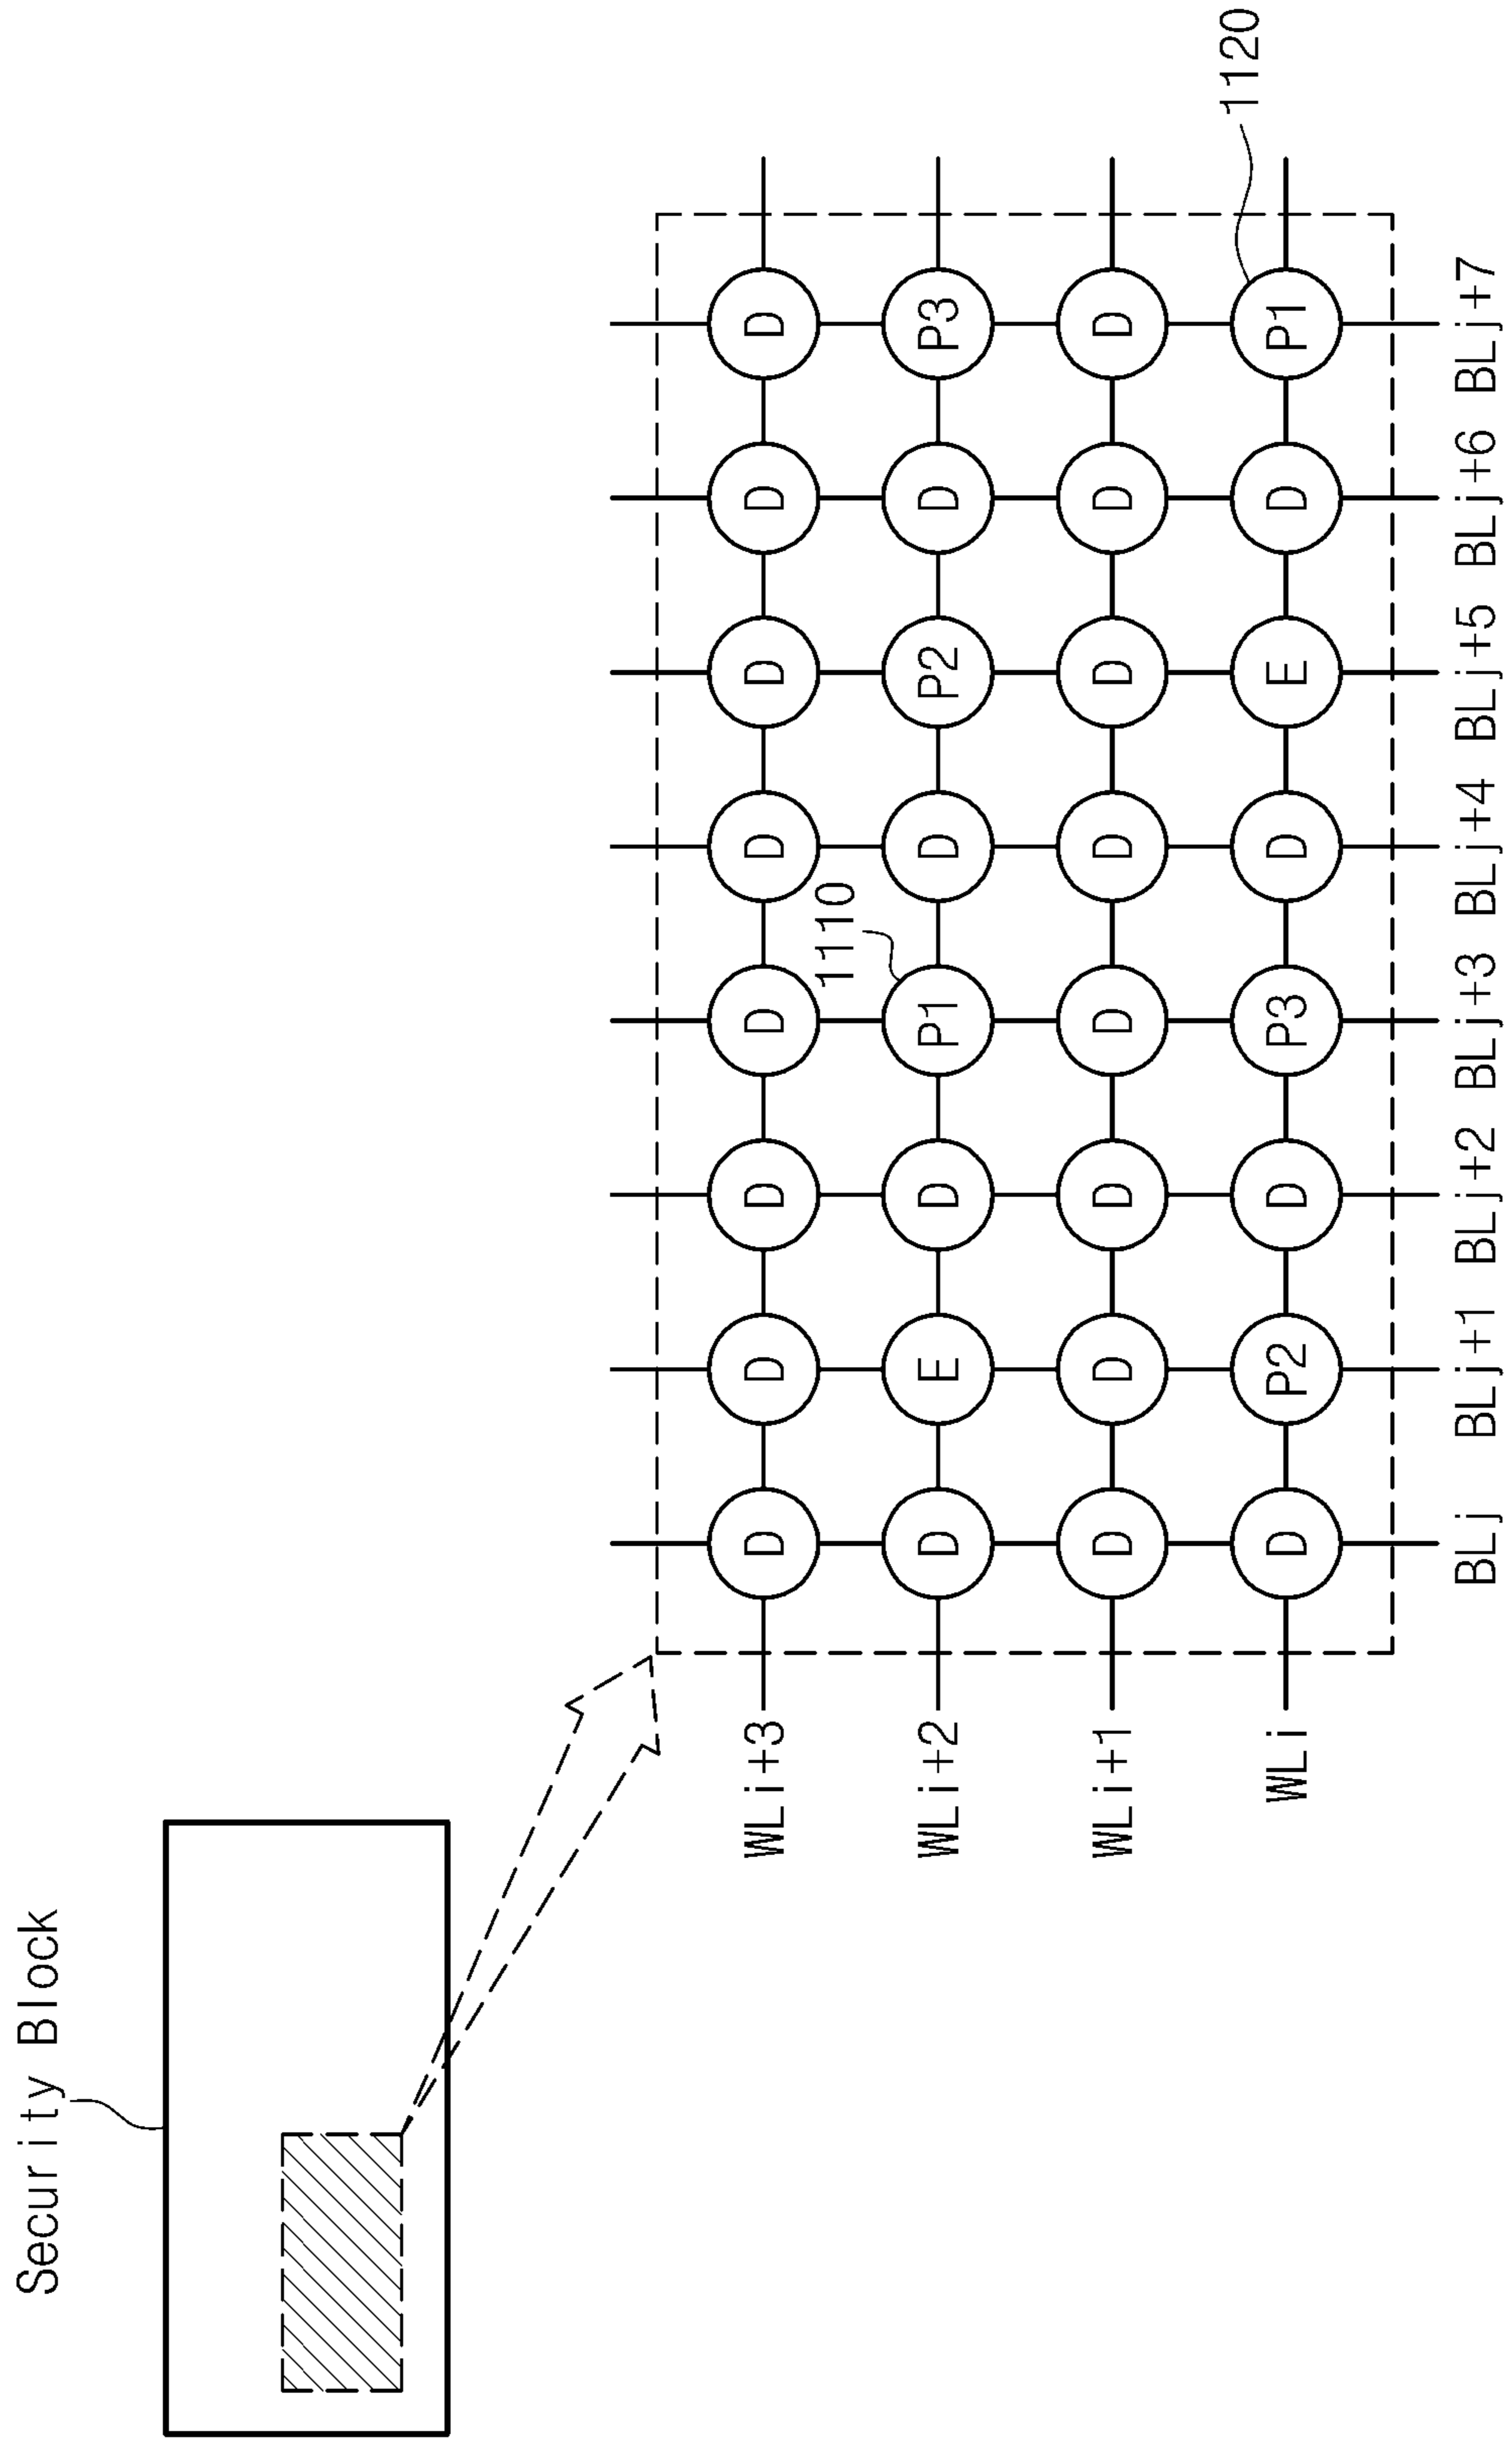 Security Block
WLi+3 D D D D D D D D
1110
WLi+2 D E D P1 D P2 D P3
WLi+1 D D D D D D D D
1120
WLi D P2 D P3 D E D P1
BLj BLj+1 BLj+2 BLj+3 BLj+4 BLj+5 BLj+6 BLj+7